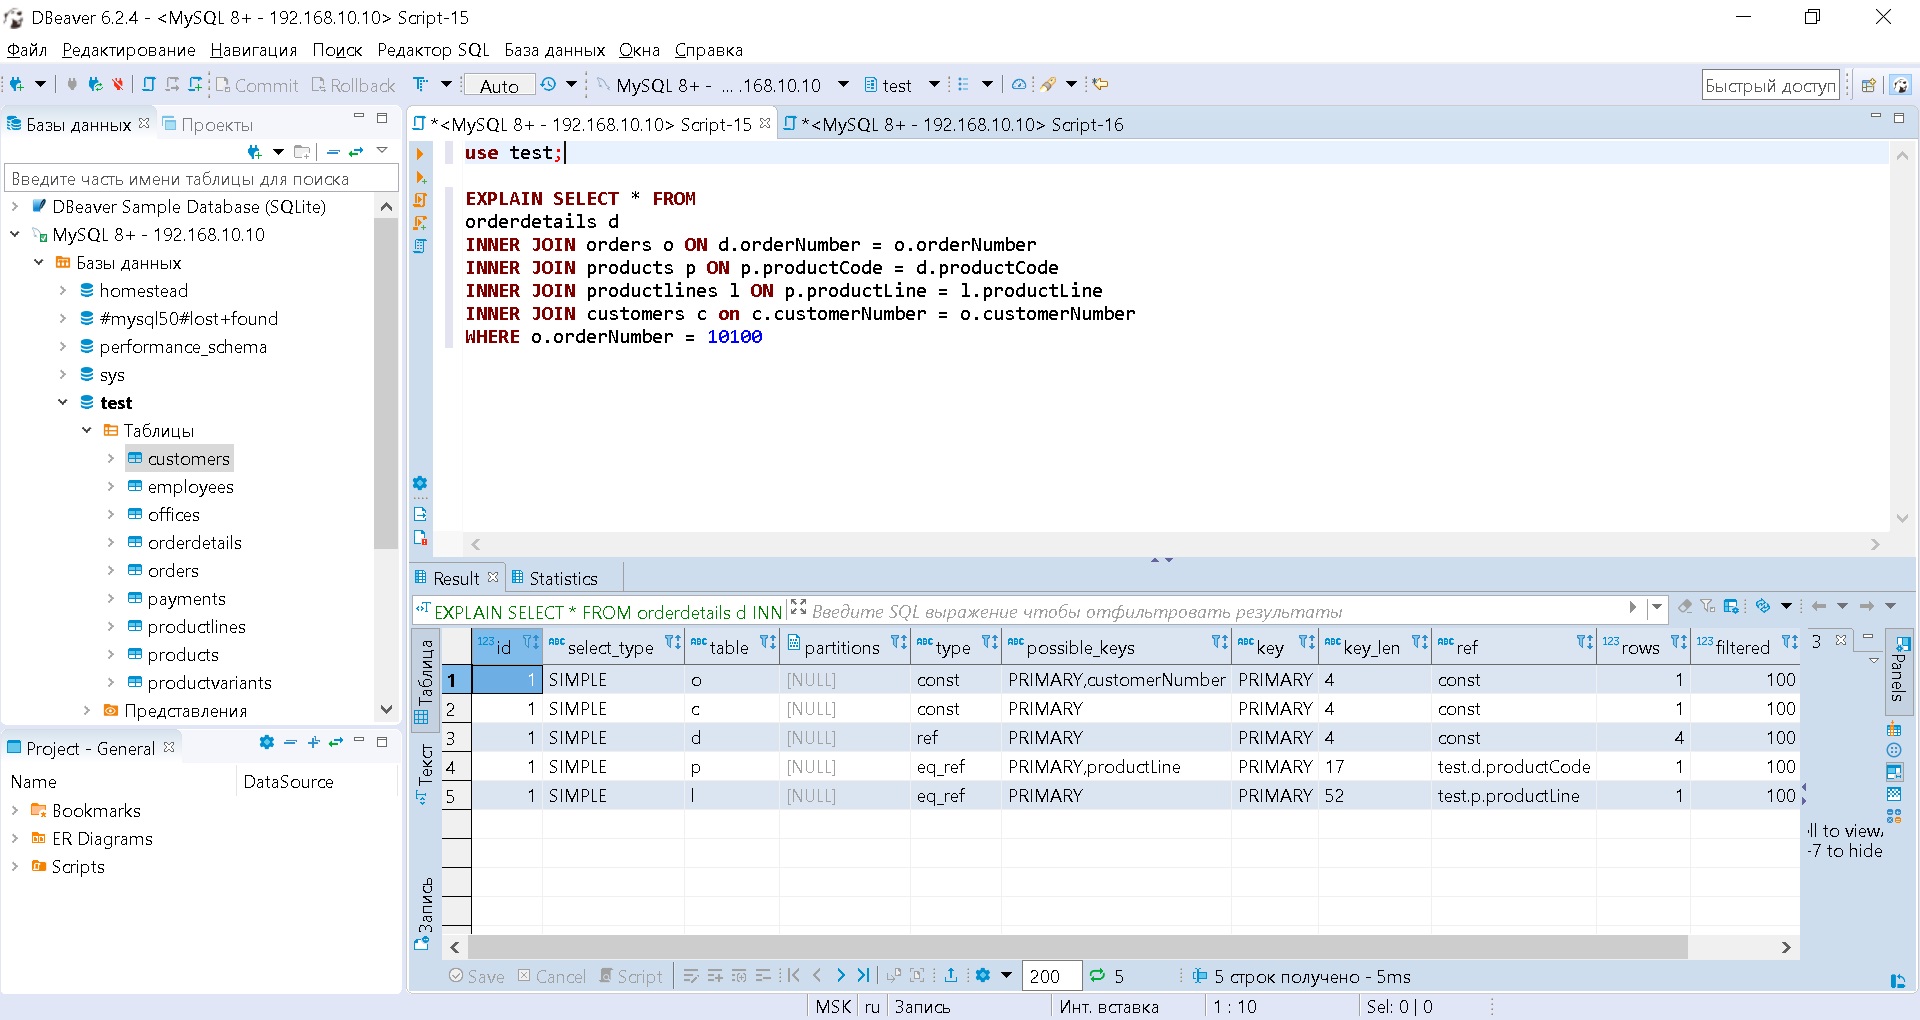 DBeaver 6.2.4 - <MySQL 8+ - 192.168.10.10> Script-15
Файл Редактирование Навигация Поиск Редактор SQL База данных Окна Справка
Commit Rollback Auto MySQL 8+ - ... .168.10.10 test Быстрый доступ
Базы данных Проекты
Введите часть имени таблицы для поиска
DBeaver Sample Database (SQLite)
MySQL 8+ - 192.168.10.10
Базы данных
homestead
#mysql50#lost+found
performance_schema
sys
test
Таблицы
customers
employees
offices
orderdetails
orders
payments
productlines
products
productvariants
Представления
Project - General
Name DataSource
Bookmarks
ER Diagrams
Scripts
*<MySQL 8+ - 192.168.10.10> Script-15 *<MySQL 8+ - 192.168.10.10> Script-16
use test;
EXPLAIN SELECT * FROM
orderdetails d
INNER JOIN orders o ON d.orderNumber = o.orderNumber
INNER JOIN products p ON p.productCode = d.productCode
INNER JOIN productlines l ON p.productLine = l.productLine
INNER JOIN customers c on c.customerNumber = o.customerNumber
WHERE o.orderNumber = 10100
Result Statistics
EXPLAIN SELECT * FROM orderdetails d INN Введите SQL выражение чтобы отфильтровать результаты
Таблица
Текст
Запись
123 id ABC select_type ABC table partitions ABC type ABC possible_keys ABC key ABC key_len ABC ref 123 rows 123 filtered
1 1 SIMPLE o [NULL] const PRIMARY,customerNumber PRIMARY 4 const 1 100
2 1 SIMPLE c [NULL] const PRIMARY PRIMARY 4 const 1 100
3 1 SIMPLE d [NULL] ref PRIMARY PRIMARY 4 const 4 100
4 1 SIMPLE p [NULL] eq_ref PRIMARY,productLine PRIMARY 17 test.d.productCode 1 100
5 1 SIMPLE l [NULL] eq_ref PRIMARY PRIMARY 52 test.p.productLine 1 100
3
Panels
ll to view,
-7 to hide
Save Cancel Script 200 5 5 строк получено - 5ms
MSK ru Запись Инт. вставка 1 : 10 Sel: 0 | 0